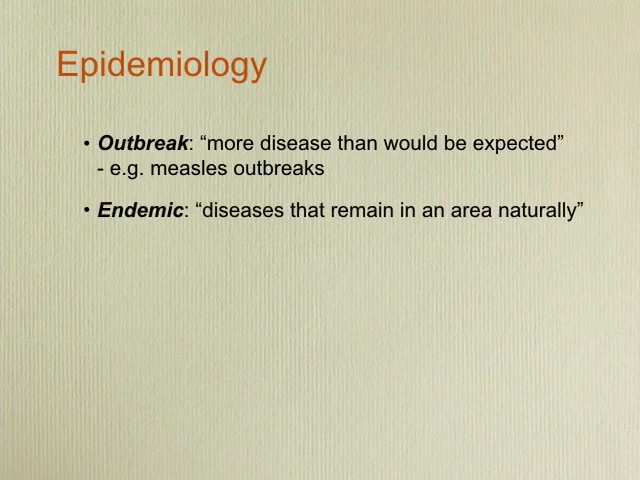 Epidemiology
• Outbreak: “more disease than would be expected”
- e.g. measles outbreaks
• Endemic: “diseases that remain in an area naturally”